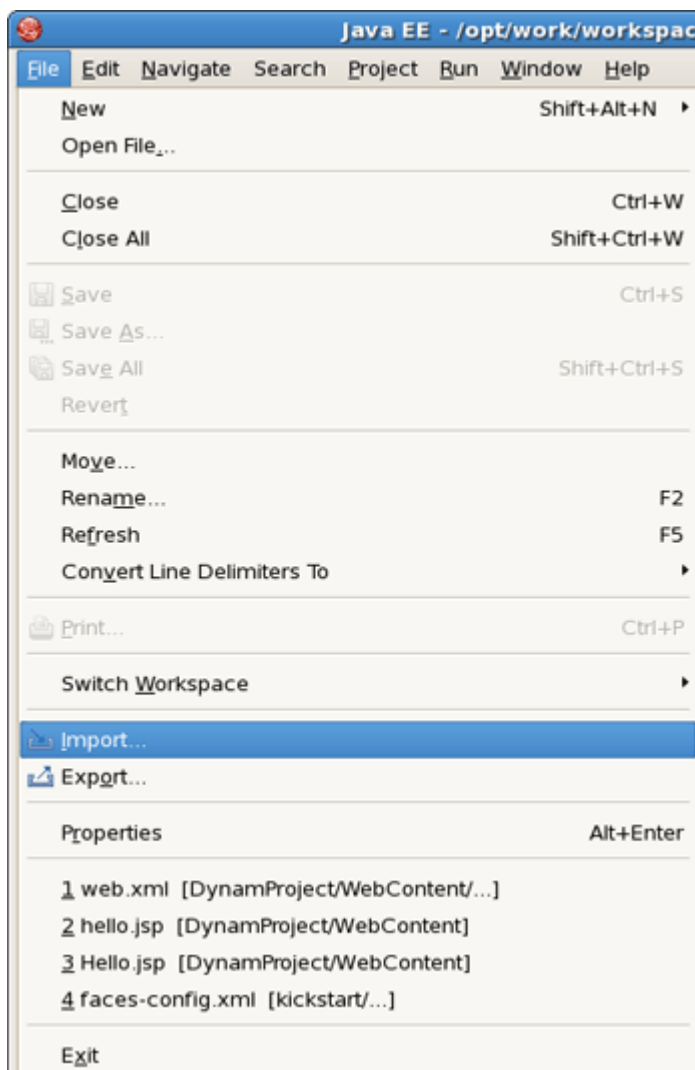 Java EE - /opt/work/workspac
File Edit Navigate Search Project Run Window Help
New Shift+Alt+N
Open File...
Close Ctrl+W
Close All Shift+Ctrl+W
Save Ctrl+S
Save As...
Save All Shift+Ctrl+S
Revert
Move...
Rename... F2
Refresh F5
Convert Line Delimiters To
Print... Ctrl+P
Switch Workspace
Import...
Export...
Properties Alt+Enter
1 web.xml [DynamProject/WebContent/...]
2 hello.jsp [DynamProject/WebContent]
3 Hello.jsp [DynamProject/WebContent]
4 faces-config.xml [kickstart/...]
Exit